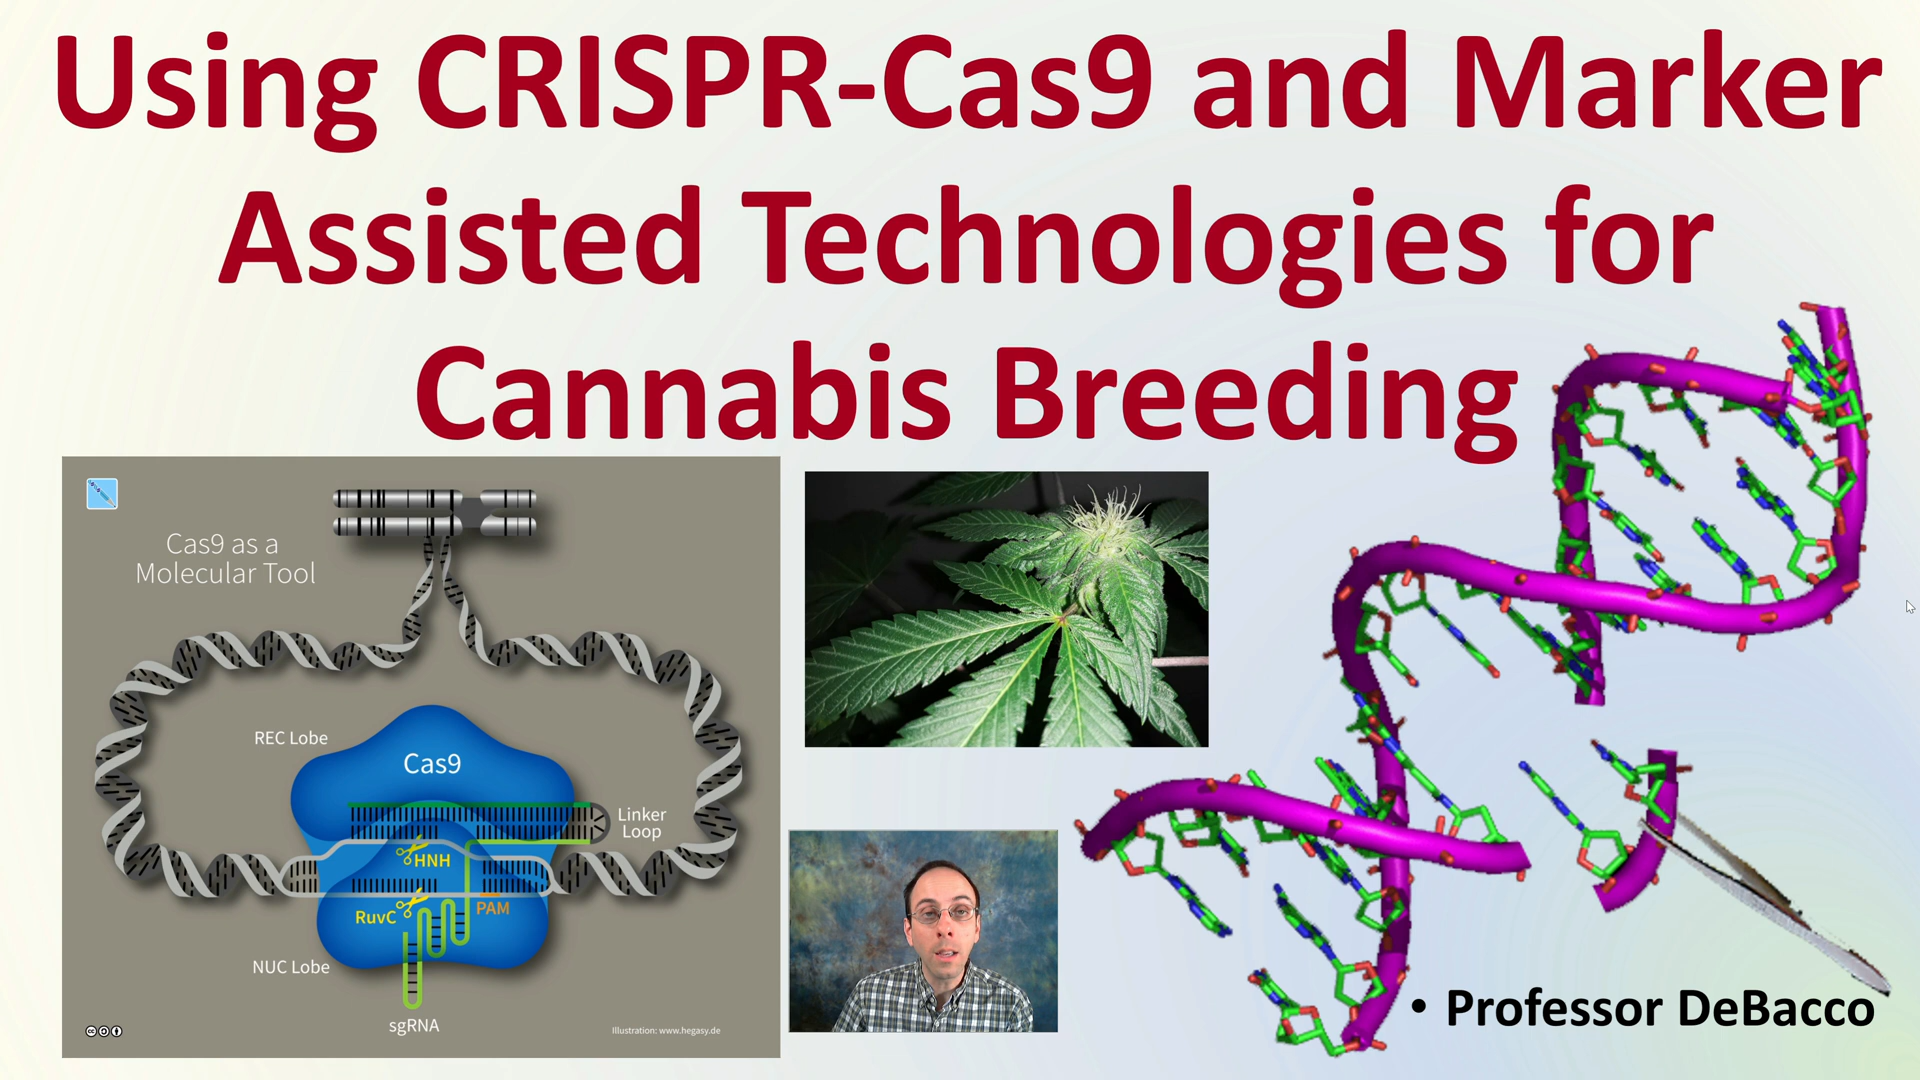 Using CRISPR-Cas9 and Marker
Assisted Technologies for
Cannabis Breeding
Cas9 as a
Molecular Tool
REC Lobe
Cas9
Linker
Loop
HNH
RuvC
PAM
NUC Lobe
sgRNA
Illustration: www.hegasy.de
• Professor DeBacco